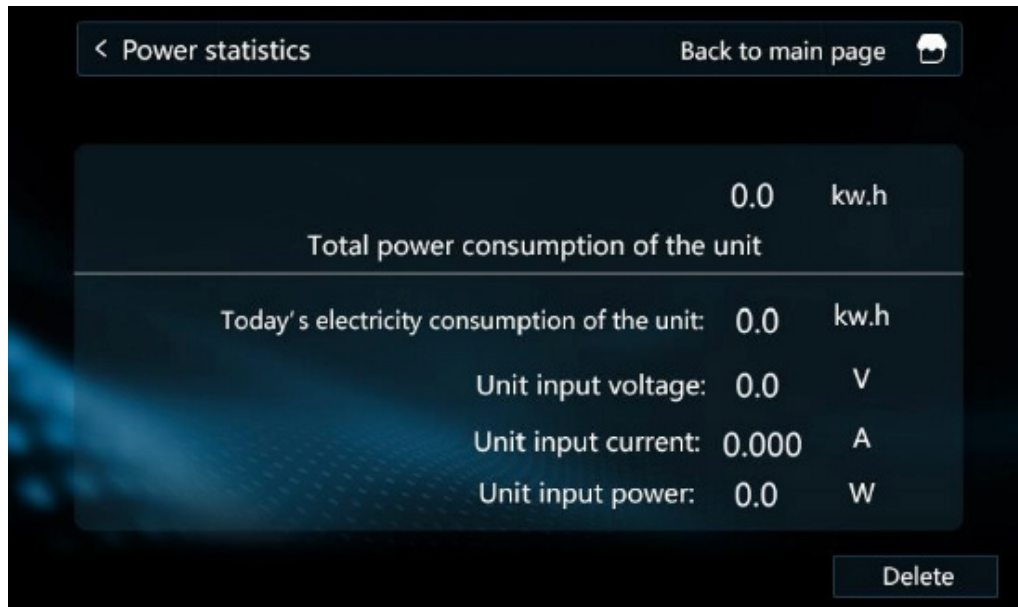 < Power statistics Back to main page
0.0 kw.h
Total power consumption of the unit
Today's electricity consumption of the unit: 0.0 kw.h
Unit input voltage: 0.0 V
Unit input current: 0.000 A
Unit input power: 0.0 W
Delete